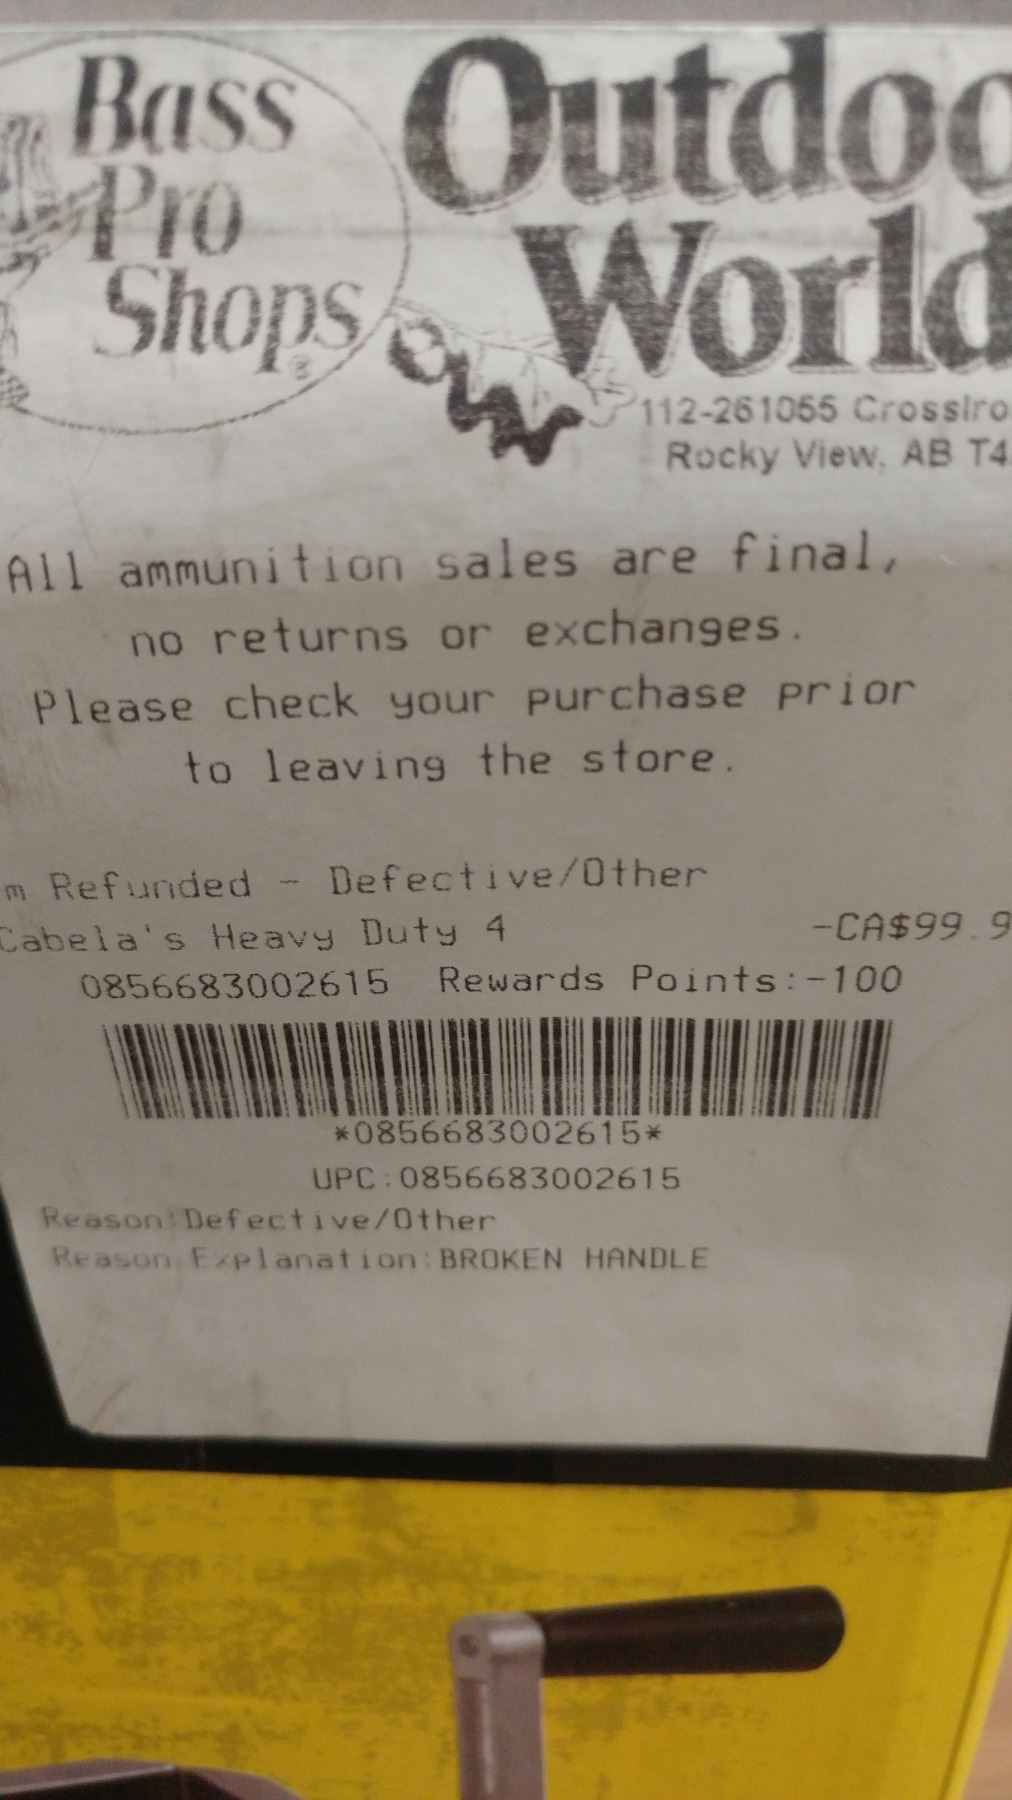 Bass
Pro
Shops®
Outdoo
World
112-261055 CrossIro
Rocky View, AB T4
All ammunition sales are final,
no returns or exchanges.
Please check your purchase prior
to leaving the store.
m Refunded - Defective/Other
Cabela's Heavy Duty 4 -CA$99.9
0856683002615 Rewards Points:-100
*0856683002615*
UPC:0856683002615
Reason:Defective/Other
Reason Explanation:BROKEN HANDLE